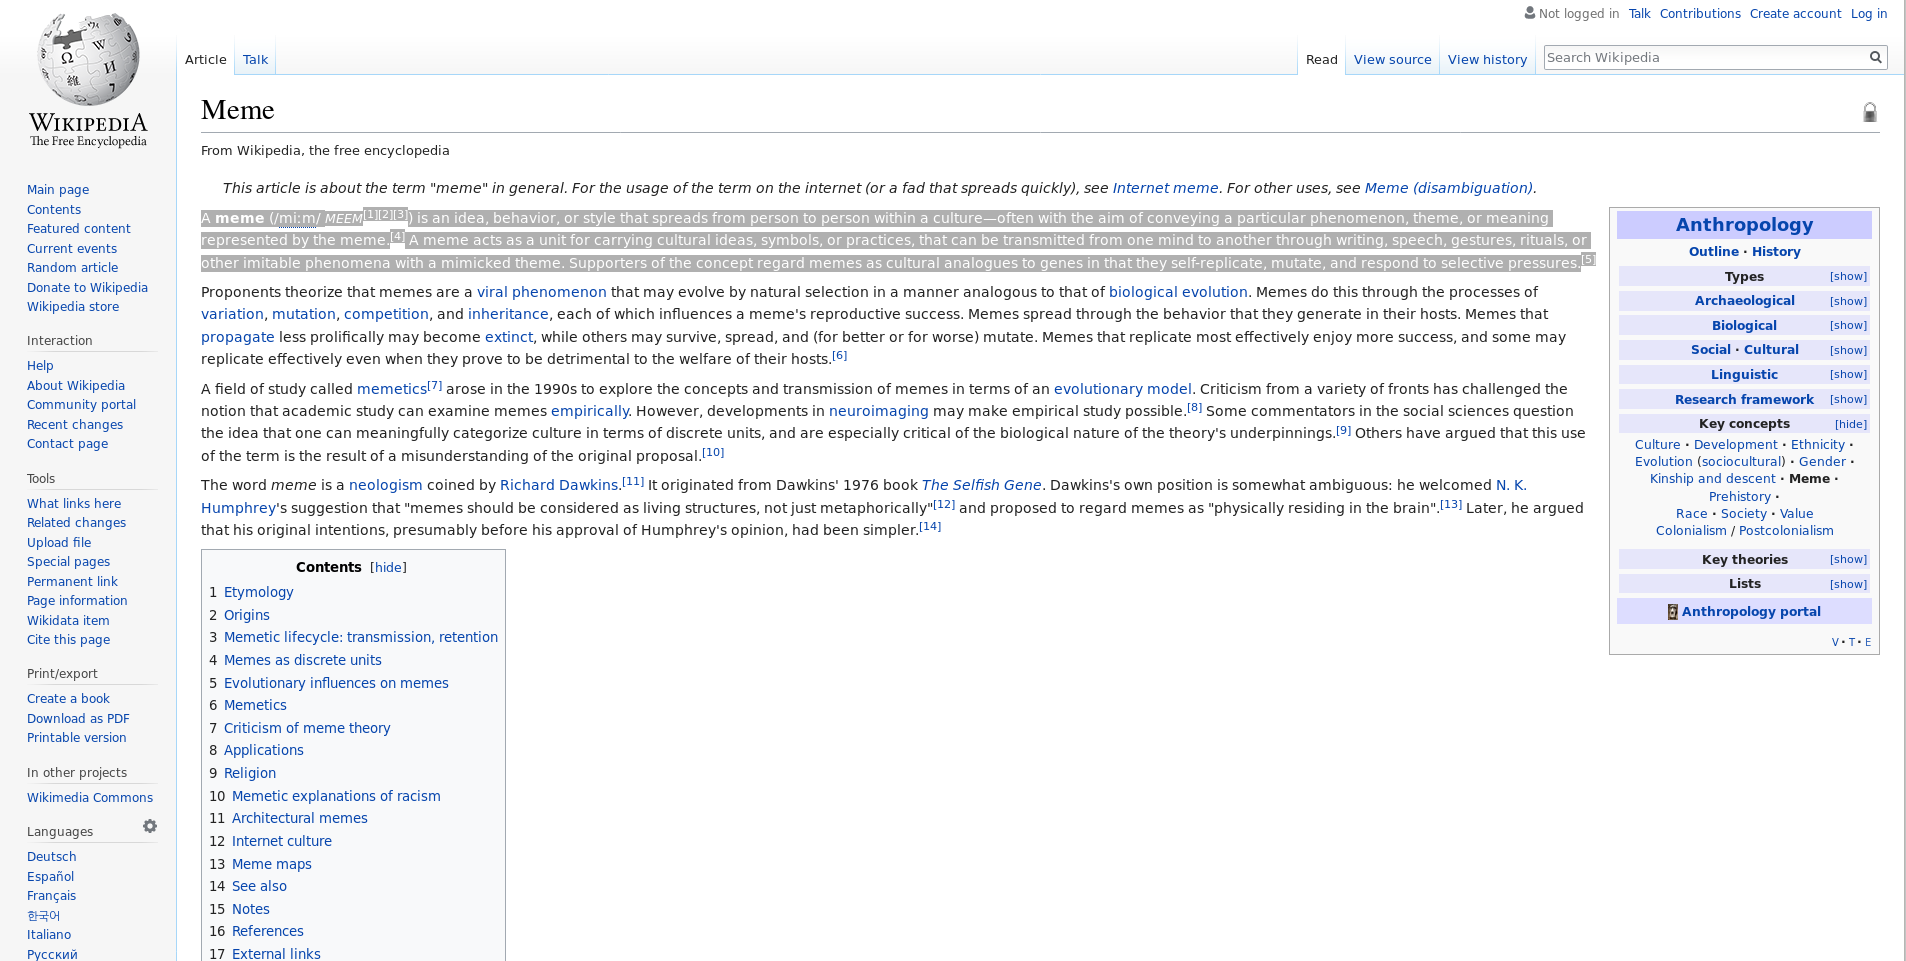 Not logged in Talk Contributions Create account Log in
Article Talk Read View source View history Search Wikipedia
WIKIPEDIA
The Free Encyclopedia
Main page
Contents
Featured content
Current events
Random article
Donate to Wikipedia
Wikipedia store
Interaction
Help
About Wikipedia
Community portal
Recent changes
Contact page
Tools
What links here
Related changes
Upload file
Special pages
Permanent link
Page information
Wikidata item
Cite this page
Print/export
Create a book
Download as PDF
Printable version
In other projects
Wikimedia Commons
Languages
Deutsch
Español
Français
한국어
Italiano
Русский
Meme
From Wikipedia, the free encyclopedia
This article is about the term "meme" in general. For the usage of the term on the internet (or a fad that spreads quickly), see Internet meme. For other uses, see Meme (disambiguation).
A meme (/miːm/ MEEM[1][2][3]) is an idea, behavior, or style that spreads from person to person within a culture—often with the aim of conveying a particular phenomenon, theme, or meaning
represented by the meme.[4] A meme acts as a unit for carrying cultural ideas, symbols, or practices, that can be transmitted from one mind to another through writing, speech, gestures, rituals, or
other imitable phenomena with a mimicked theme. Supporters of the concept regard memes as cultural analogues to genes in that they self-replicate, mutate, and respond to selective pressures.[5]
Proponents theorize that memes are a viral phenomenon that may evolve by natural selection in a manner analogous to that of biological evolution. Memes do this through the processes of
variation, mutation, competition, and inheritance, each of which influences a meme's reproductive success. Memes spread through the behavior that they generate in their hosts. Memes that
propagate less prolifically may become extinct, while others may survive, spread, and (for better or for worse) mutate. Memes that replicate most effectively enjoy more success, and some may
replicate effectively even when they prove to be detrimental to the welfare of their hosts.[6]
A field of study called memetics[7] arose in the 1990s to explore the concepts and transmission of memes in terms of an evolutionary model. Criticism from a variety of fronts has challenged the
notion that academic study can examine memes empirically. However, developments in neuroimaging may make empirical study possible.[8] Some commentators in the social sciences question
the idea that one can meaningfully categorize culture in terms of discrete units, and are especially critical of the biological nature of the theory's underpinnings.[9] Others have argued that this use
of the term is the result of a misunderstanding of the original proposal.[10]
The word meme is a neologism coined by Richard Dawkins.[11] It originated from Dawkins' 1976 book The Selfish Gene. Dawkins's own position is somewhat ambiguous: he welcomed N. K.
Humphrey's suggestion that "memes should be considered as living structures, not just metaphorically"[12] and proposed to regard memes as "physically residing in the brain".[13] Later, he argued
that his original intentions, presumably before his approval of Humphrey's opinion, had been simpler.[14]
Contents [hide]
1 Etymology
2 Origins
3 Memetic lifecycle: transmission, retention
4 Memes as discrete units
5 Evolutionary influences on memes
6 Memetics
7 Criticism of meme theory
8 Applications
9 Religion
10 Memetic explanations of racism
11 Architectural memes
12 Internet culture
13 Meme maps
14 See also
15 Notes
16 References
17 External links
Anthropology
Outline · History
Types [show]
Archaeological [show]
Biological [show]
Social · Cultural [show]
Linguistic [show]
Research framework [show]
Key concepts [hide]
Culture · Development · Ethnicity ·
Evolution (sociocultural) · Gender ·
Kinship and descent · Meme ·
Prehistory ·
Race · Society · Value
Colonialism / Postcolonialism
Key theories [show]
Lists [show]
Anthropology portal
V · T · E